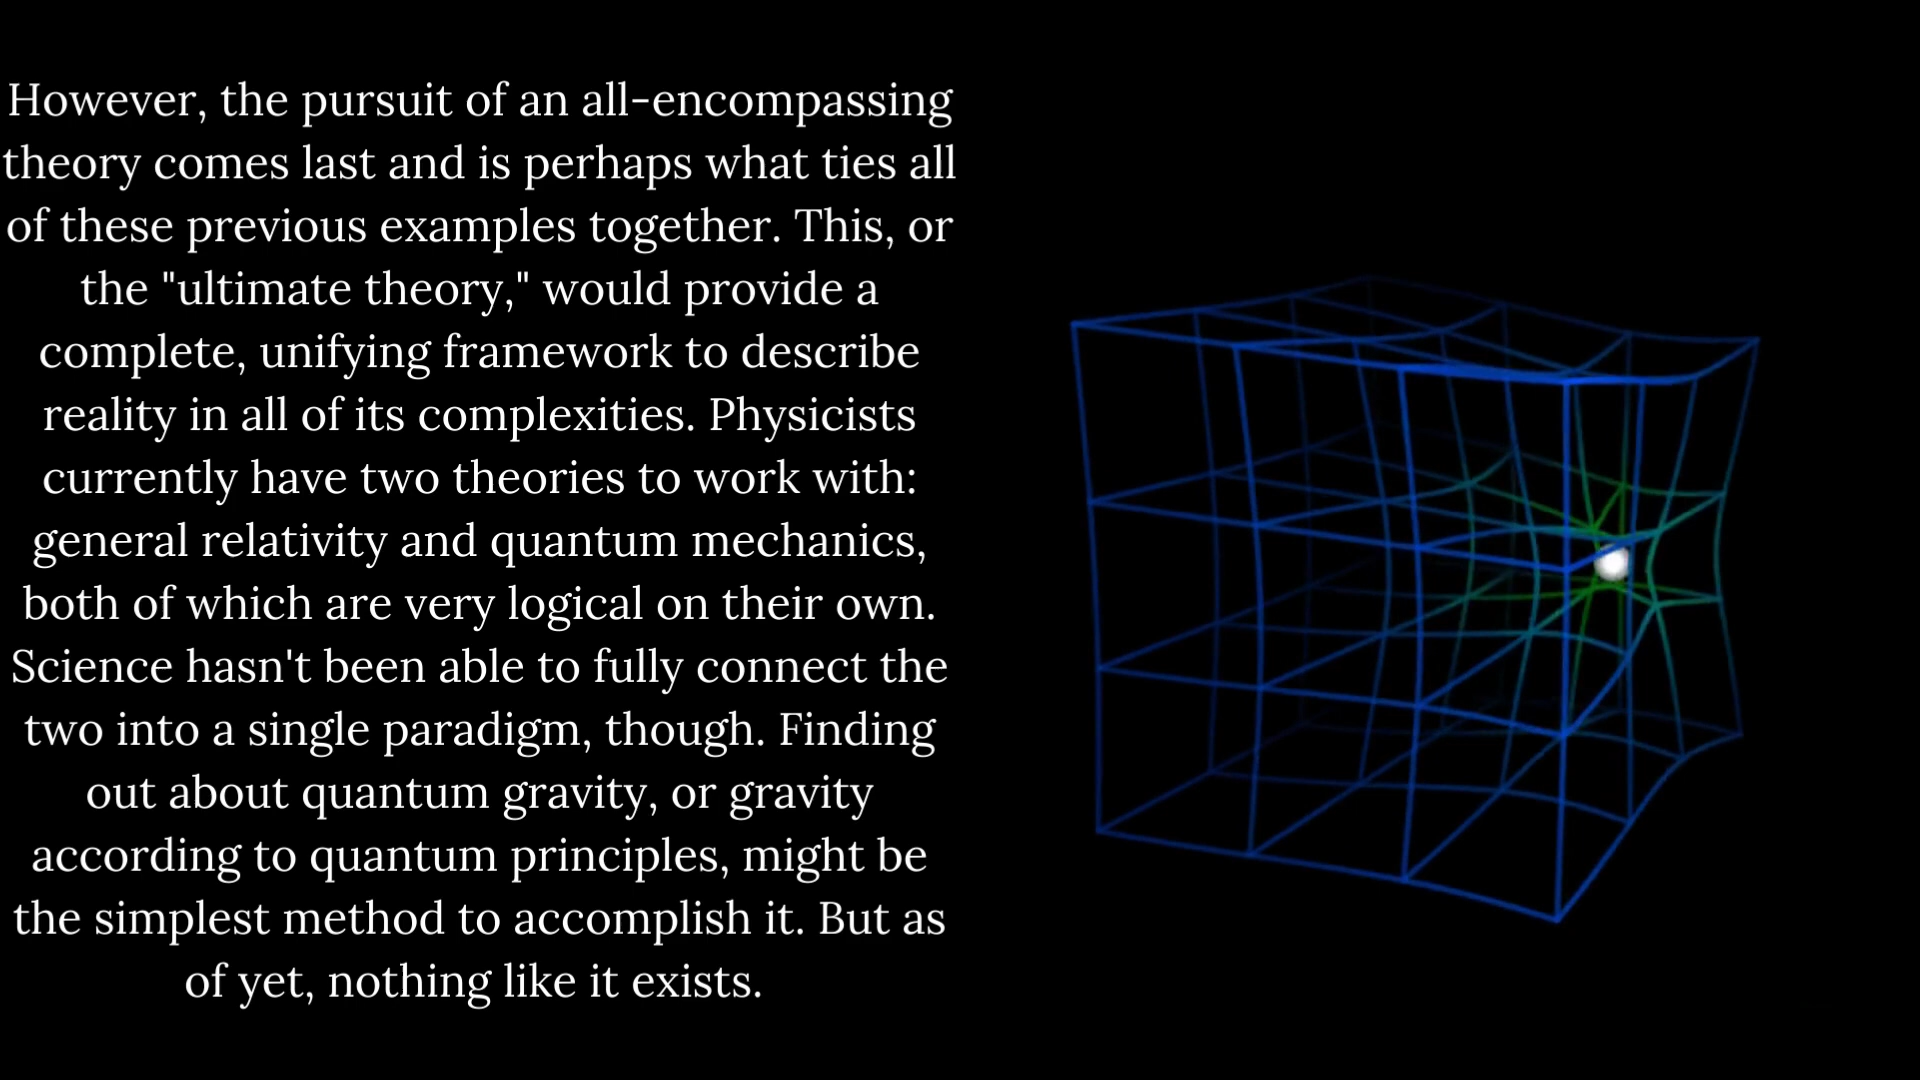 However, the pursuit of an all-encompassing
theory comes last and is perhaps what ties all
of these previous examples together. This, or
the "ultimate theory," would provide a
complete, unifying framework to describe
reality in all of its complexities. Physicists
currently have two theories to work with:
general relativity and quantum mechanics,
both of which are very logical on their own.
Science hasn't been able to fully connect the
two into a single paradigm, though. Finding
out about quantum gravity, or gravity
according to quantum principles, might be
the simplest method to accomplish it. But as
of yet, nothing like it exists.